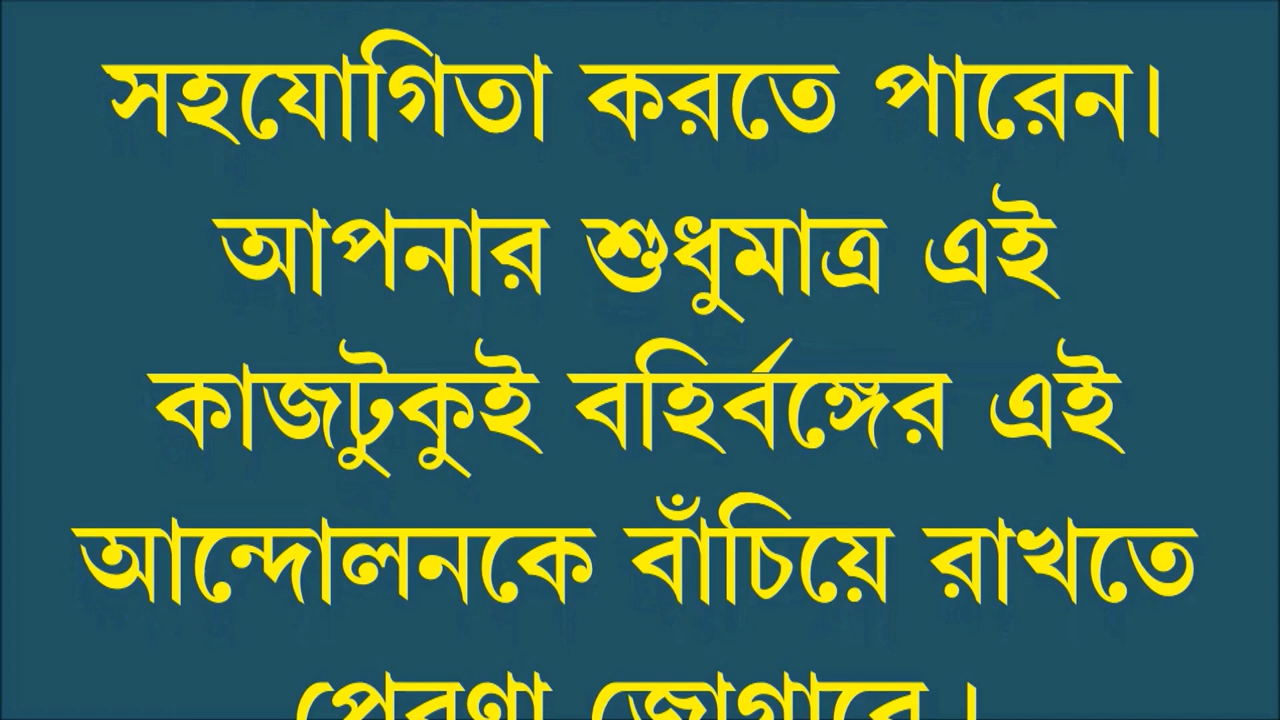 সহযোগিতা করতে পারেন।
আপনার শুধুমাত্র এই
কাজটুকুই বহির্বঙ্গের এই
আন্দোলনকে বাঁচিয়ে রাখতে